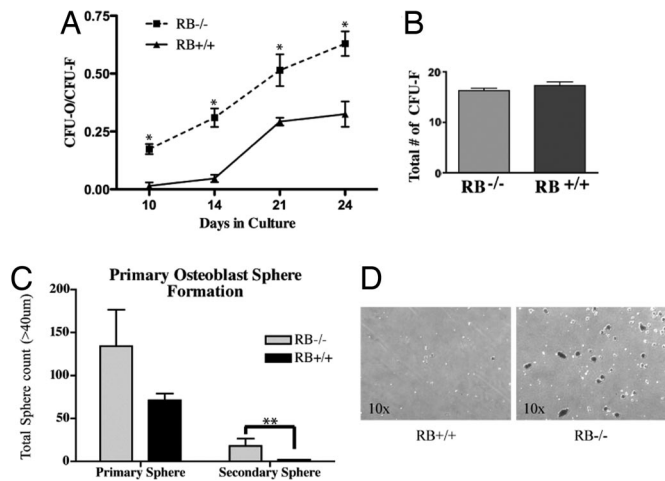 A
RB-/-
RB+/+
CFU-O/CFU-F
0.75
0.50
0.25
0.00
*
*
*
*
10
14
21
24
Days in Culture
B
Total # of CFU-F
20
10
0
RB-/-
RB+/+
C
Primary Osteoblast Sphere
Formation
Total Sphere count (>40um)
200
150
100
50
0
RB-/-
RB+/+
**
Primary Sphere
Secondary Sphere
D
10x
10x
RB+/+
RB-/-